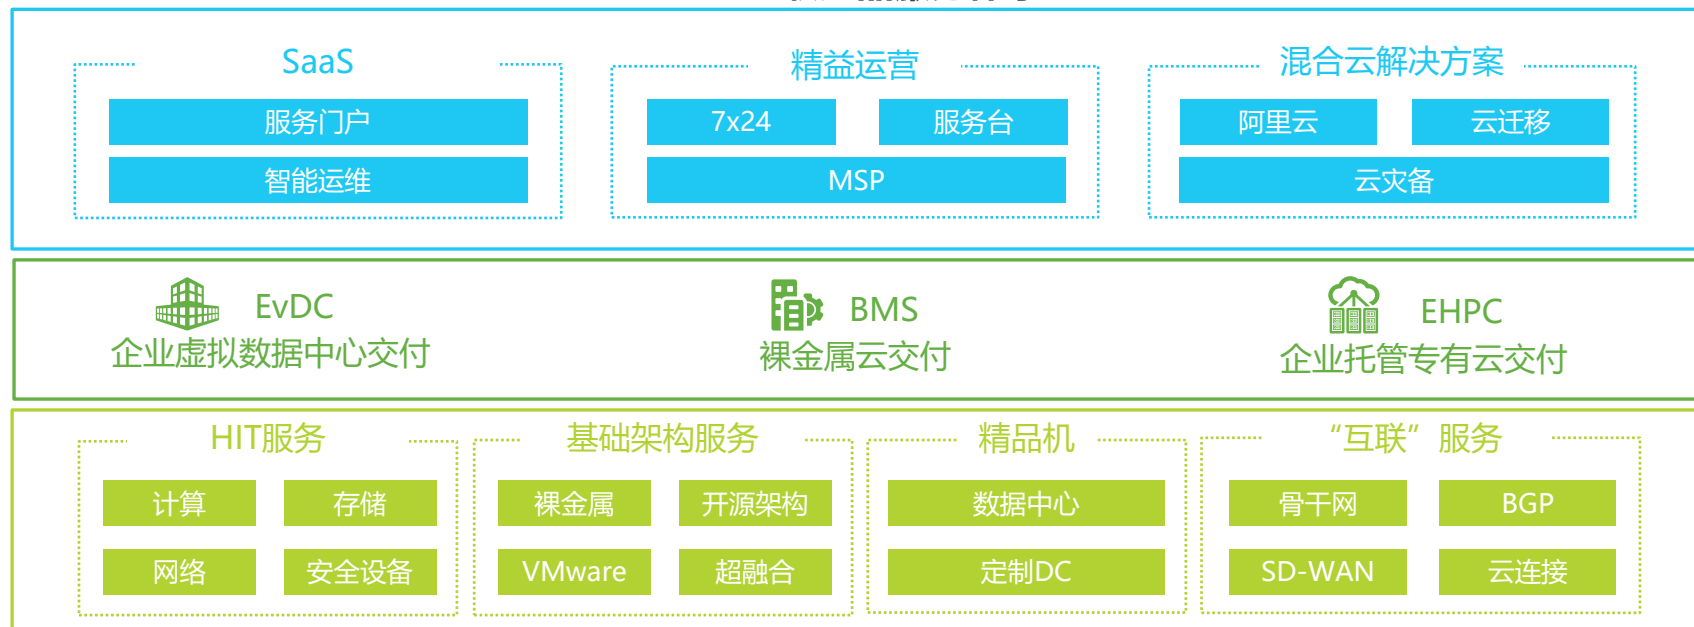 SaaS
服务门户
智能运维
精益运营
7x24 服务台
MSP
混合云解决方案
阿里云 云迁移
云灾备
EvDC
企业虚拟数据中心交付
BMS
裸金属云交付
EHPC
企业托管专有云交付
HIT服务
计算 存储
网络 安全设备
基础架构服务
裸金属 开源架构
VMware 超融合
精品机
数据中心
定制DC
“互联”服务
骨干网 BGP
SD-WAN 云连接